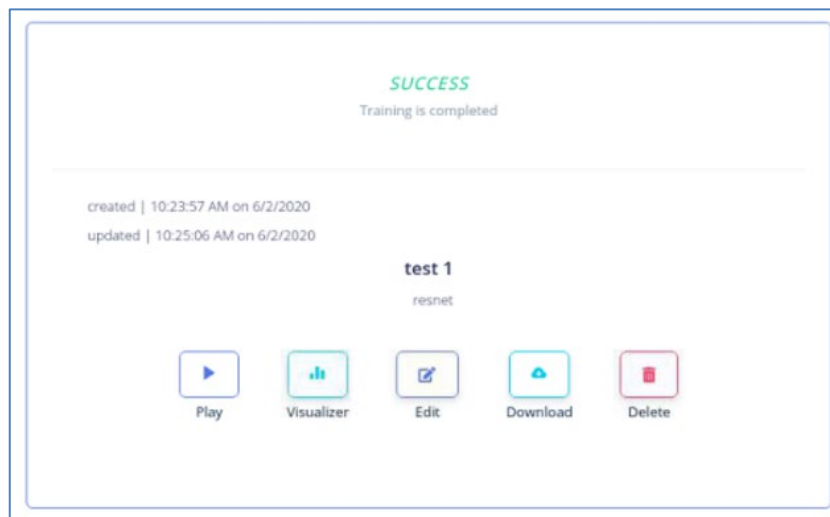 SUCCESS
Training is completed
created | 10:23:57 AM on 6/2/2020
updated | 10:25:06 AM on 6/2/2020
test 1
resnet
Play Visualizer Edit Download Delete